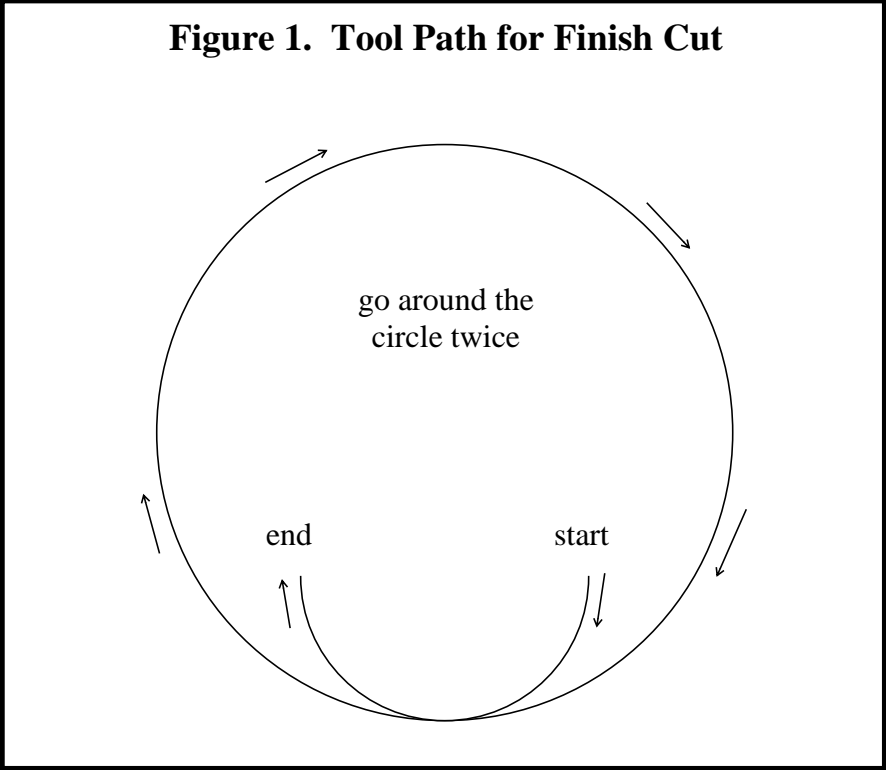 Figure 1.  Tool Path for Finish Cut
go around the
circle twice
end
start